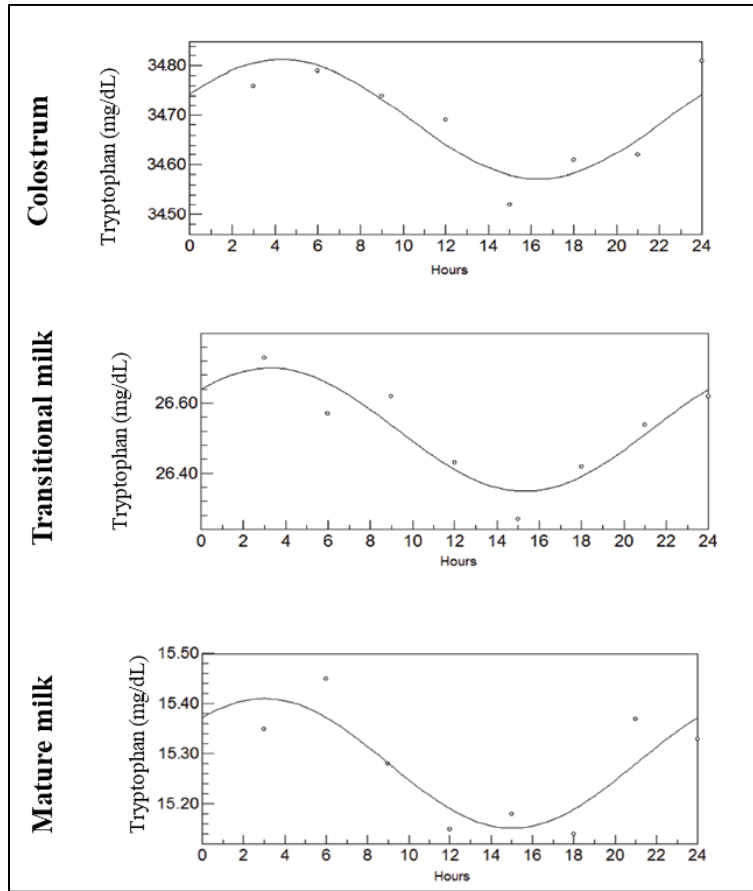 Colostrum
Tryptophan (mg/dL)
34.80
34.70
34.60
34.50
0 2 4 6 8 10 12 14 16 18 20 22 24
Hours
Transitional milk
Tryptophan (mg/dL)
26.60
26.40
0 2 4 6 8 10 12 14 16 18 20 22 24
Hours
Mature milk
Tryptophan (mg/dL)
15.50
15.40
15.30
15.20
0 2 4 6 8 10 12 14 16 18 20 22 24
Hours